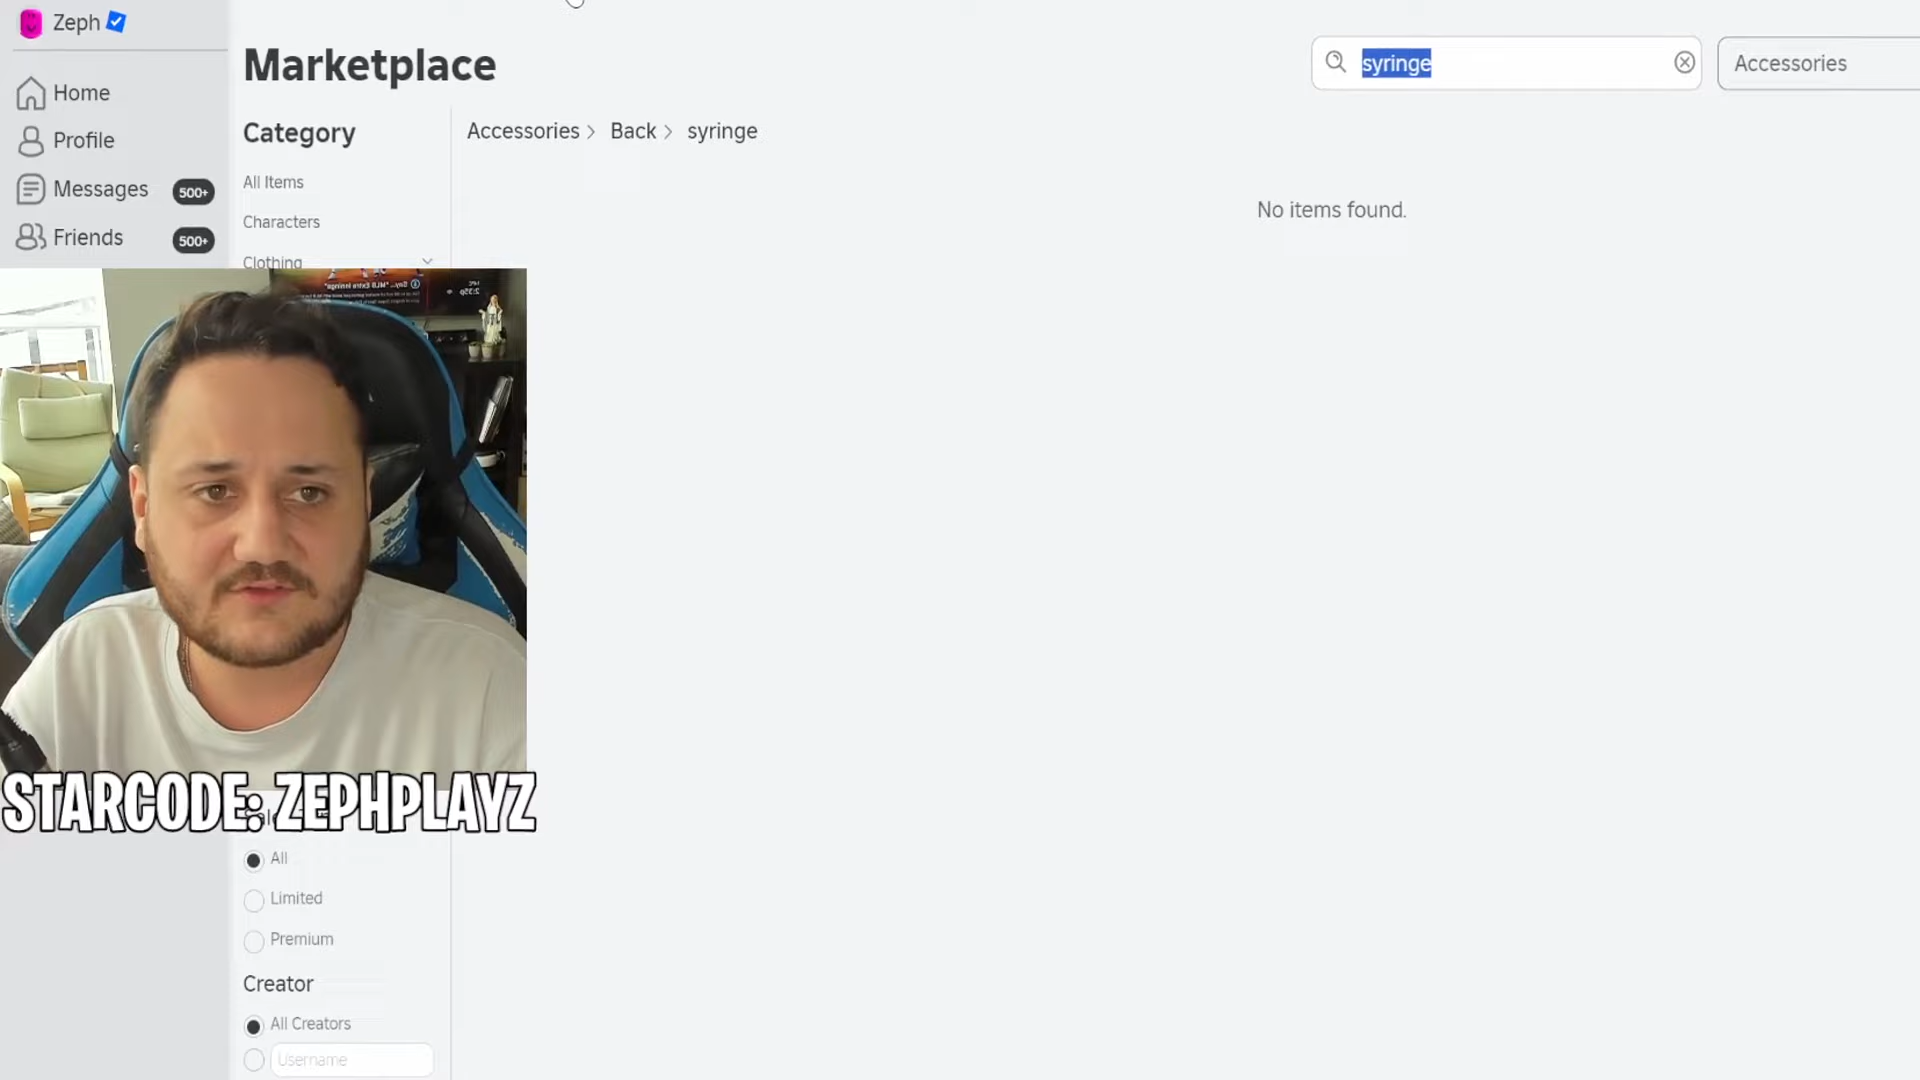 Zeph
Home
Profile
Messages 500+
Friends 500+
Marketplace
syringe
Accessories
Category
Accessories > Back > syringe
All Items
Characters
Clothing
No items found.
STARCODE: ZEPHPLAYZ
All
Limited
Premium
Creator
All Creators
Username